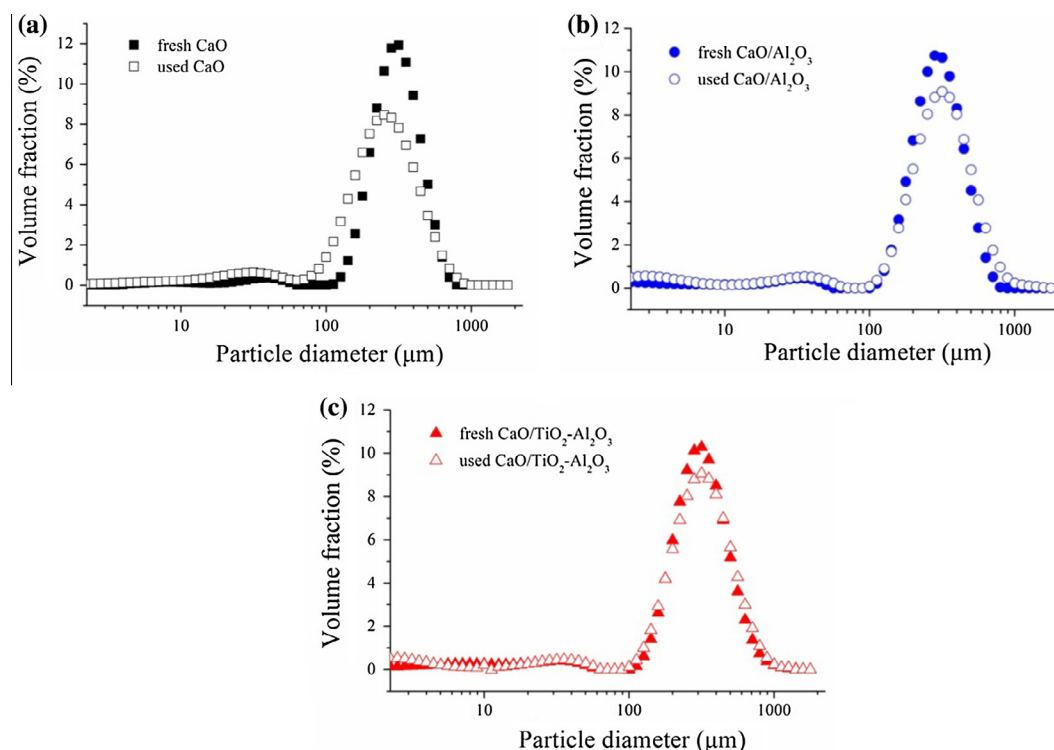 (a)
fresh CaO
used CaO
Volume fraction (%)
12
10
8
6
4
2
0
10
100
1000
Particle diameter (μm)
(b)
fresh CaO/Al₂O₃
used CaO/Al₂O₃
Volume fraction (%)
12
10
8
6
4
2
0
10
100
1000
Particle diameter (μm)
(c)
fresh CaO/TiO₂-Al₂O₃
used CaO/TiO₂-Al₂O₃
Volume fraction (%)
12
10
8
6
4
2
0
10
100
1000
Particle diameter (μm)